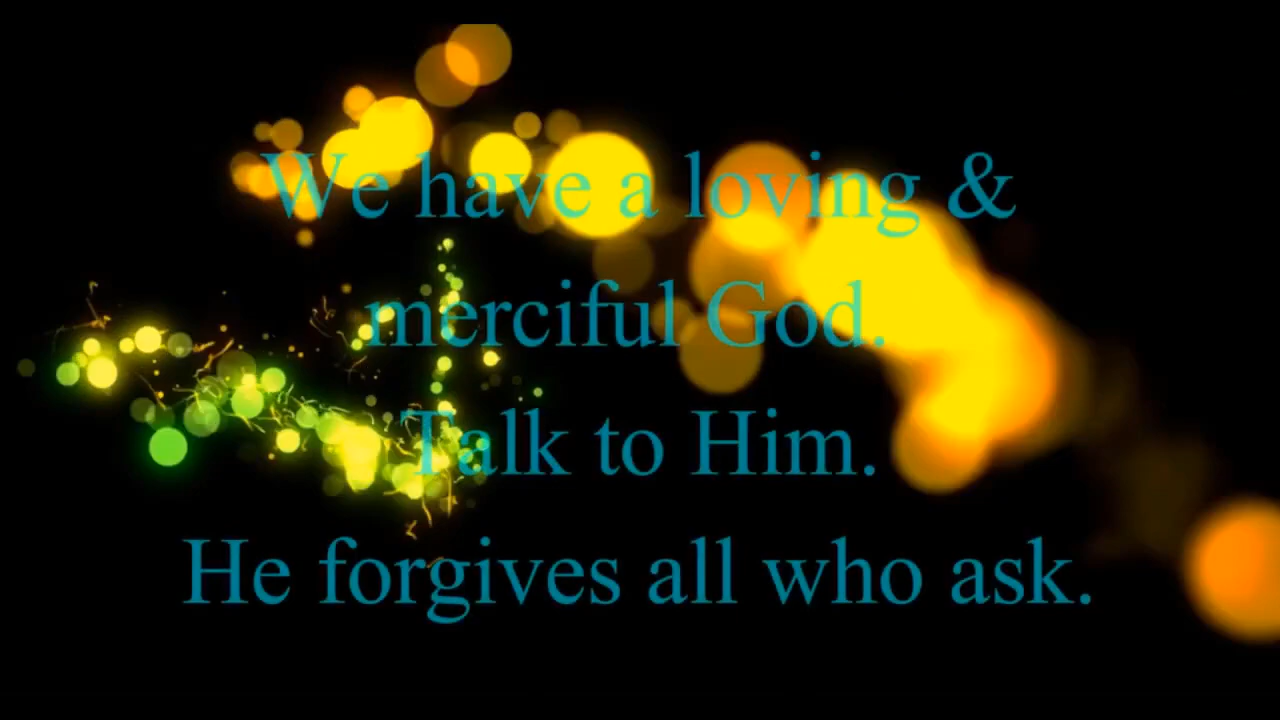 We have a loving &
merciful God.
Talk to Him.
He forgives all who ask.